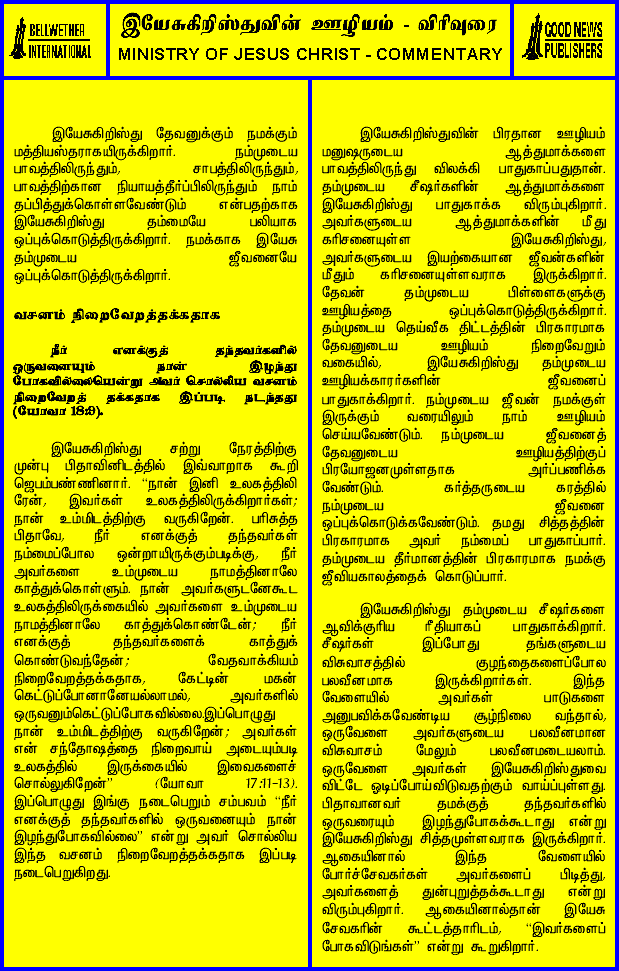 BELLWETHER
INTERNATIONAL
இயேசுகிறிஸ்துவின் ஊழியம் - விரிவுரை
MINISTRY OF JESUS CHRIST - COMMENTARY
GOOD NEWS
PUBLISHERS
இயேசுகிறிஸ்து தேவனுக்கும் நமக்கும்
மத்தியஸ்தராகயிருக்கிறார். நம்முடைய
பாவத்திலிருந்தும், சாபத்திலிருந்தும்,
பாவத்திற்கான நியாயத்தீர்ப்பிலிருந்தும் நாம்
தப்பித்துக்கொள்ளவேண்டும் என்பதற்காக
இயேசுகிறிஸ்து தம்மையே பலியாக
ஒப்புக்கொடுத்திருக்கிறார். நமக்காக இயேசு
தம்முடைய ஜீவனையே
ஒப்புக்கொடுத்திருக்கிறார்.
வசனம் நிறைவேறத்தக்கதாக
நீர் எனக்குத் தந்தவர்களில்
ஒருவனையும் நான் இழந்து
போகவில்லையென்று அவர் சொல்லிய வசனம்
நிறைவேறத் தக்கதாக இப்படி நடந்தது
(யோவா 18:9).
இயேசுகிறிஸ்து சற்று நேரத்திற்கு
முன்பு பிதாவினிடத்தில் இவ்வாறாக கூறி
ஜெபம்பண்ணினார். "நான் இனி உலகத்திலி
ரேன், இவர்கள் உலகத்திலிருக்கிறார்கள்;
நான் உம்மிடத்திற்கு வருகிறேன். பரிசுத்த
பிதாவே, நீர் எனக்குத் தந்தவர்கள்
நம்மைப்போல ஒன்றாயிருக்கும்படிக்கு, நீர்
அவர்களை உம்முடைய நாமத்தினாலே
காத்துக்கொள்ளும். நான் அவர்களுடனேகூட
உலகத்திலிருக்கையில் அவர்களை உம்முடைய
நாமத்தினாலே காத்துக்கொண்டேன்; நீர்
எனக்குத் தந்தவர்களைக் காத்துக்
கொண்டுவந்தேன்; வேதவாக்கியம்
நிறைவேறத்தக்கதாக, கேட்டின் மகன்
கெட்டுப்போனானேயல்லாமல், அவர்களில்
ஒருவனும்கெட்டுப்போகவில்லை.இப்பொழுது
நான் உம்மிடத்திற்கு வருகிறேன்; அவர்கள்
என் சந்தோஷத்தை நிறைவாய் அடையும்படி
உலகத்தில் இருக்கையில் இவைகளைச்
சொல்லுகிறேன்" (யோவா 17:11-13).
இப்பொழுது இங்கு நடைபெறும் சம்பவம் "நீர்
எனக்குத் தந்தவர்களில் ஒருவனையும் நான்
இழந்துபோகவில்லை" என்று அவர் சொல்லிய
இந்த வசனம் நிறைவேறத்தக்கதாக இப்படி
நடைபெறுகிறது.
இயேசுகிறிஸ்துவின் பிரதான ஊழியம்
மனுஷருடைய ஆத்துமாக்களை
பாவத்திலிருந்து விலக்கி பாதுகாப்பதுதான்.
தம்முடைய சீஷர்களின் ஆத்துமாக்களை
இயேசுகிறிஸ்து பாதுகாக்க விரும்புகிறார்.
அவர்களுடைய ஆத்துமாக்களின் மீது
கரிசனையுள்ள இயேசுகிறிஸ்து,
அவர்களுடைய இயற்கையான ஜீவன்களின்
மீதும் கரிசனையுள்ளவராக இருக்கிறார்.
தேவன் தம்முடைய பிள்ளைகளுக்கு
ஊழியத்தை ஒப்புக்கொடுத்திருக்கிறார்.
தம்முடைய தெய்வீக திட்டத்தின் பிரகாரமாக
தேவனுடைய ஊழியம் நிறைவேறும்
வகையில், இயேசுகிறிஸ்து தம்முடைய
ஊழியக்காரர்களின் ஜீவனைப்
பாதுகாக்கிறார். நம்முடைய ஜீவன் நமக்குள்
இருக்கும் வரையிலும் நாம் ஊழியம்
செய்யவேண்டும். நம்முடைய ஜீவனைத்
தேவனுடைய ஊழியத்திற்குப்
பிரயோஜனமுள்ளதாக அர்ப்பணிக்க
வேண்டும். கர்த்தருடைய கரத்தில்
நம்முடைய ஜீவனை
ஒப்புக்கொடுக்கவேண்டும். தமது சித்தத்தின்
பிரகாரமாக அவர் நம்மைப் பாதுகாப்பார்.
தம்முடைய தீர்மானத்தின் பிரகாரமாக நமக்கு
ஜீவியகாலத்தைக் கொடுப்பார்.
இயேசுகிறிஸ்து தம்முடைய சீஷர்களை
ஆவிக்குரிய ரீதியாகப் பாதுகாக்கிறார்.
சீஷர்கள் இப்போது தங்களுடைய
விசுவாசத்தில் குழந்தைகளைப்போல
பலவீனமாக இருக்கிறார்கள். இந்த
வேளையில் அவர்கள் பாடுகளை
அனுபவிக்கவேண்டிய சூழ்நிலை வந்தால்,
ஒருவேளை அவர்களுடைய பலவீனமான
விசுவாசம் மேலும் பலவீனமடையலாம்.
ஒருவேளை அவர்கள் இயேசுகிறிஸ்துவை
விட்டே ஓடிப்போய்விடுவதற்கும் வாய்ப்புள்ளது.
பிதாவானவர் தமக்குத் தந்தவர்களில்
ஒருவரையும் இழந்துபோகக்கூடாது என்று
இயேசுகிறிஸ்து சித்தமுள்ளவராக இருக்கிறார்.
ஆகையினால் இந்த வேளையில்
போர்ச்சேவகர்கள் அவர்களைப் பிடித்து,
அவர்களைத் துன்புறுத்தக்கூடாது என்று
விரும்புகிறார். ஆகையினால்தான் இயேசு
சேவகரின் கூட்டத்தாரிடம், "இவர்களைப்
போகவிடுங்கள்" என்று கூறுகிறார்.